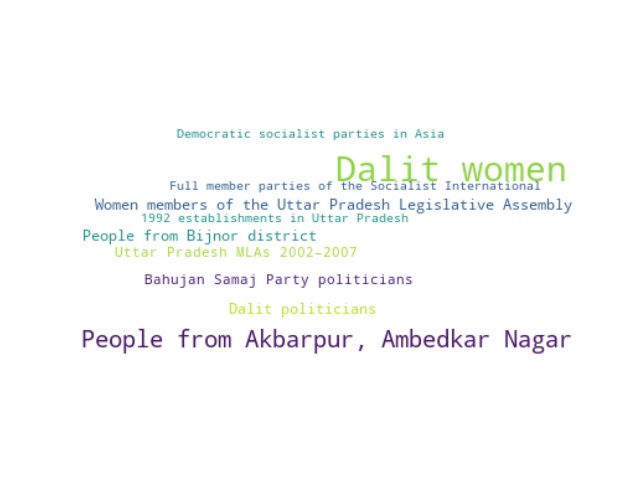 Democratic socialist parties in Asia
Dalit women
Full member parties of the Socialist International
Women members of the Uttar Pradesh Legislative Assembly
1992 establishments in Uttar Pradesh
People from Bijnor district
Uttar Pradesh MLAs 2002–2007
Bahujan Samaj Party politicians
Dalit politicians
People from Akbarpur, Ambedkar Nagar